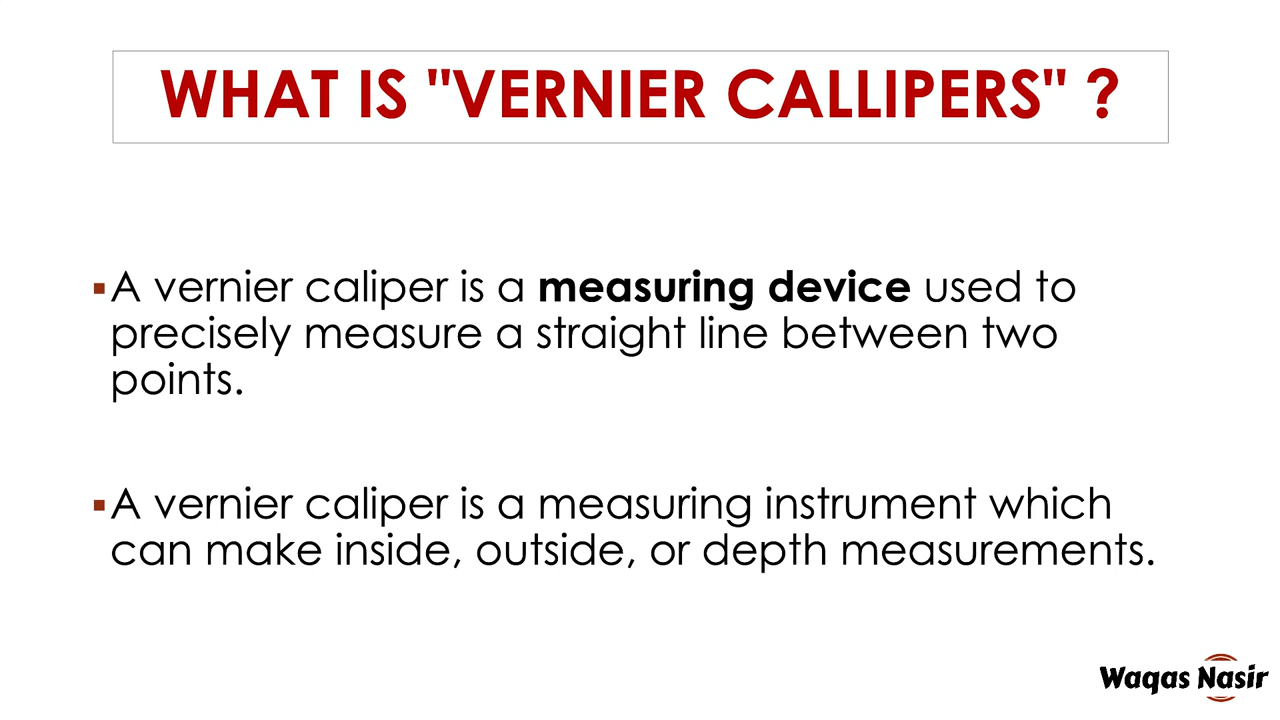 WHAT IS "VERNIER CALLIPERS" ?
▪A vernier caliper is a measuring device used to
precisely measure a straight line between two
points.
▪A vernier caliper is a measuring instrument which
can make inside, outside, or depth measurements.
Waqas Nasir